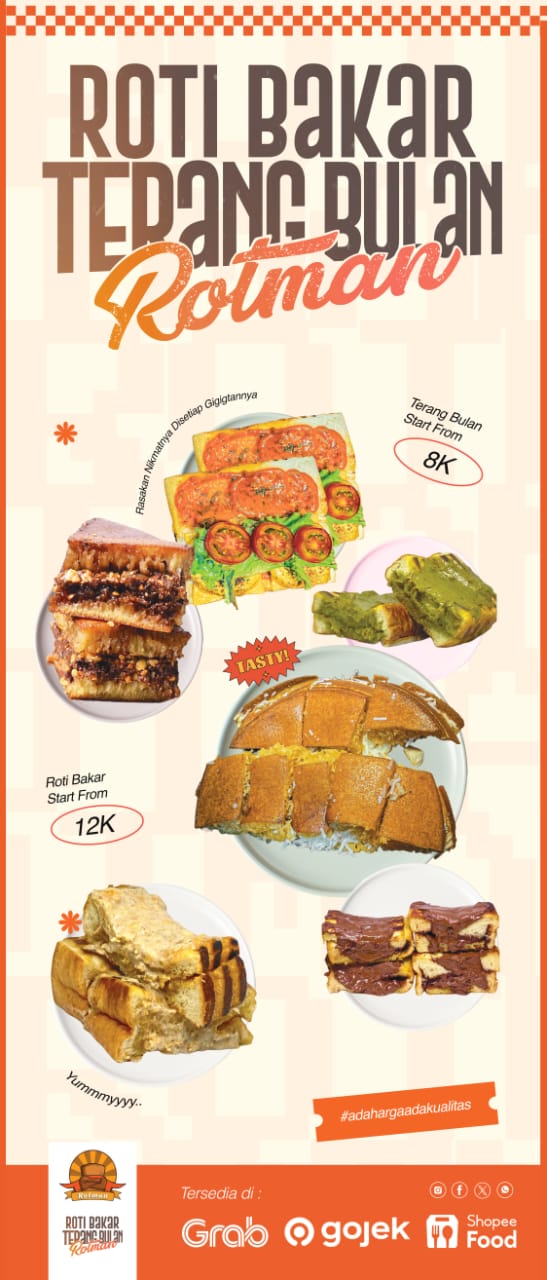 ROTI BAKAR
TERANG BULAN
Rotman
Rasakan Nikmatnya Disetiap Gigigtannya
Terang Bulan
Start From
8K
TASTY!
Roti Bakar
Start From
12K
Yummmyyyy..
#adahargaadakualitas
Rotman
ROTI BAKAR
TERANG BULAN
Rotman
Tersedia di :
Grab
gojek
Shopee
Food